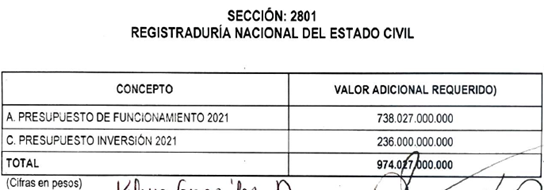 SECCIÓN: 2801
REGISTRADURÍA NACIONAL DEL ESTADO CIVIL
CONCEPTO VALOR ADICIONAL REQUERIDO)
A. PRESUPUESTO DE FUNCIONAMIENTO 2021 738.027.000.000
C. PRESUPUESTO INVERSIÓN 2021 236.000.000.000
TOTAL 974.027.000.000
(Cifras en pesos)